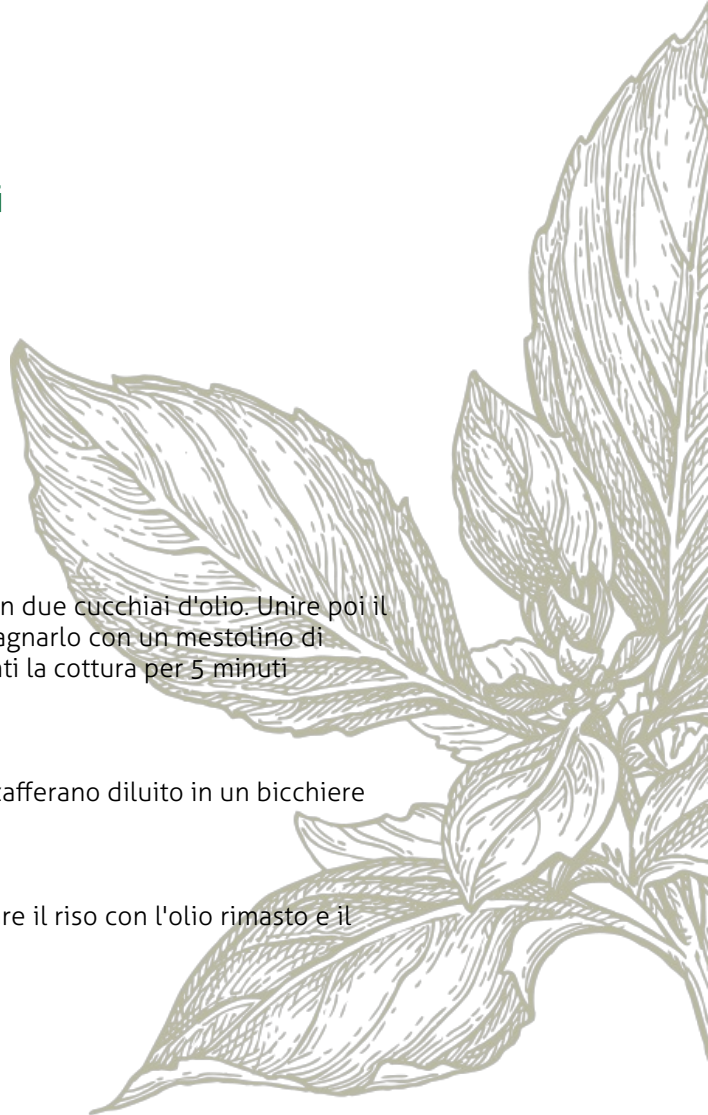 i
n due cucchiai d'olio. Unire poi il
agnarlo con un mestolino di
ti la cottura per 5 minuti
afferano diluito in un bicchiere
re il riso con l'olio rimasto e il